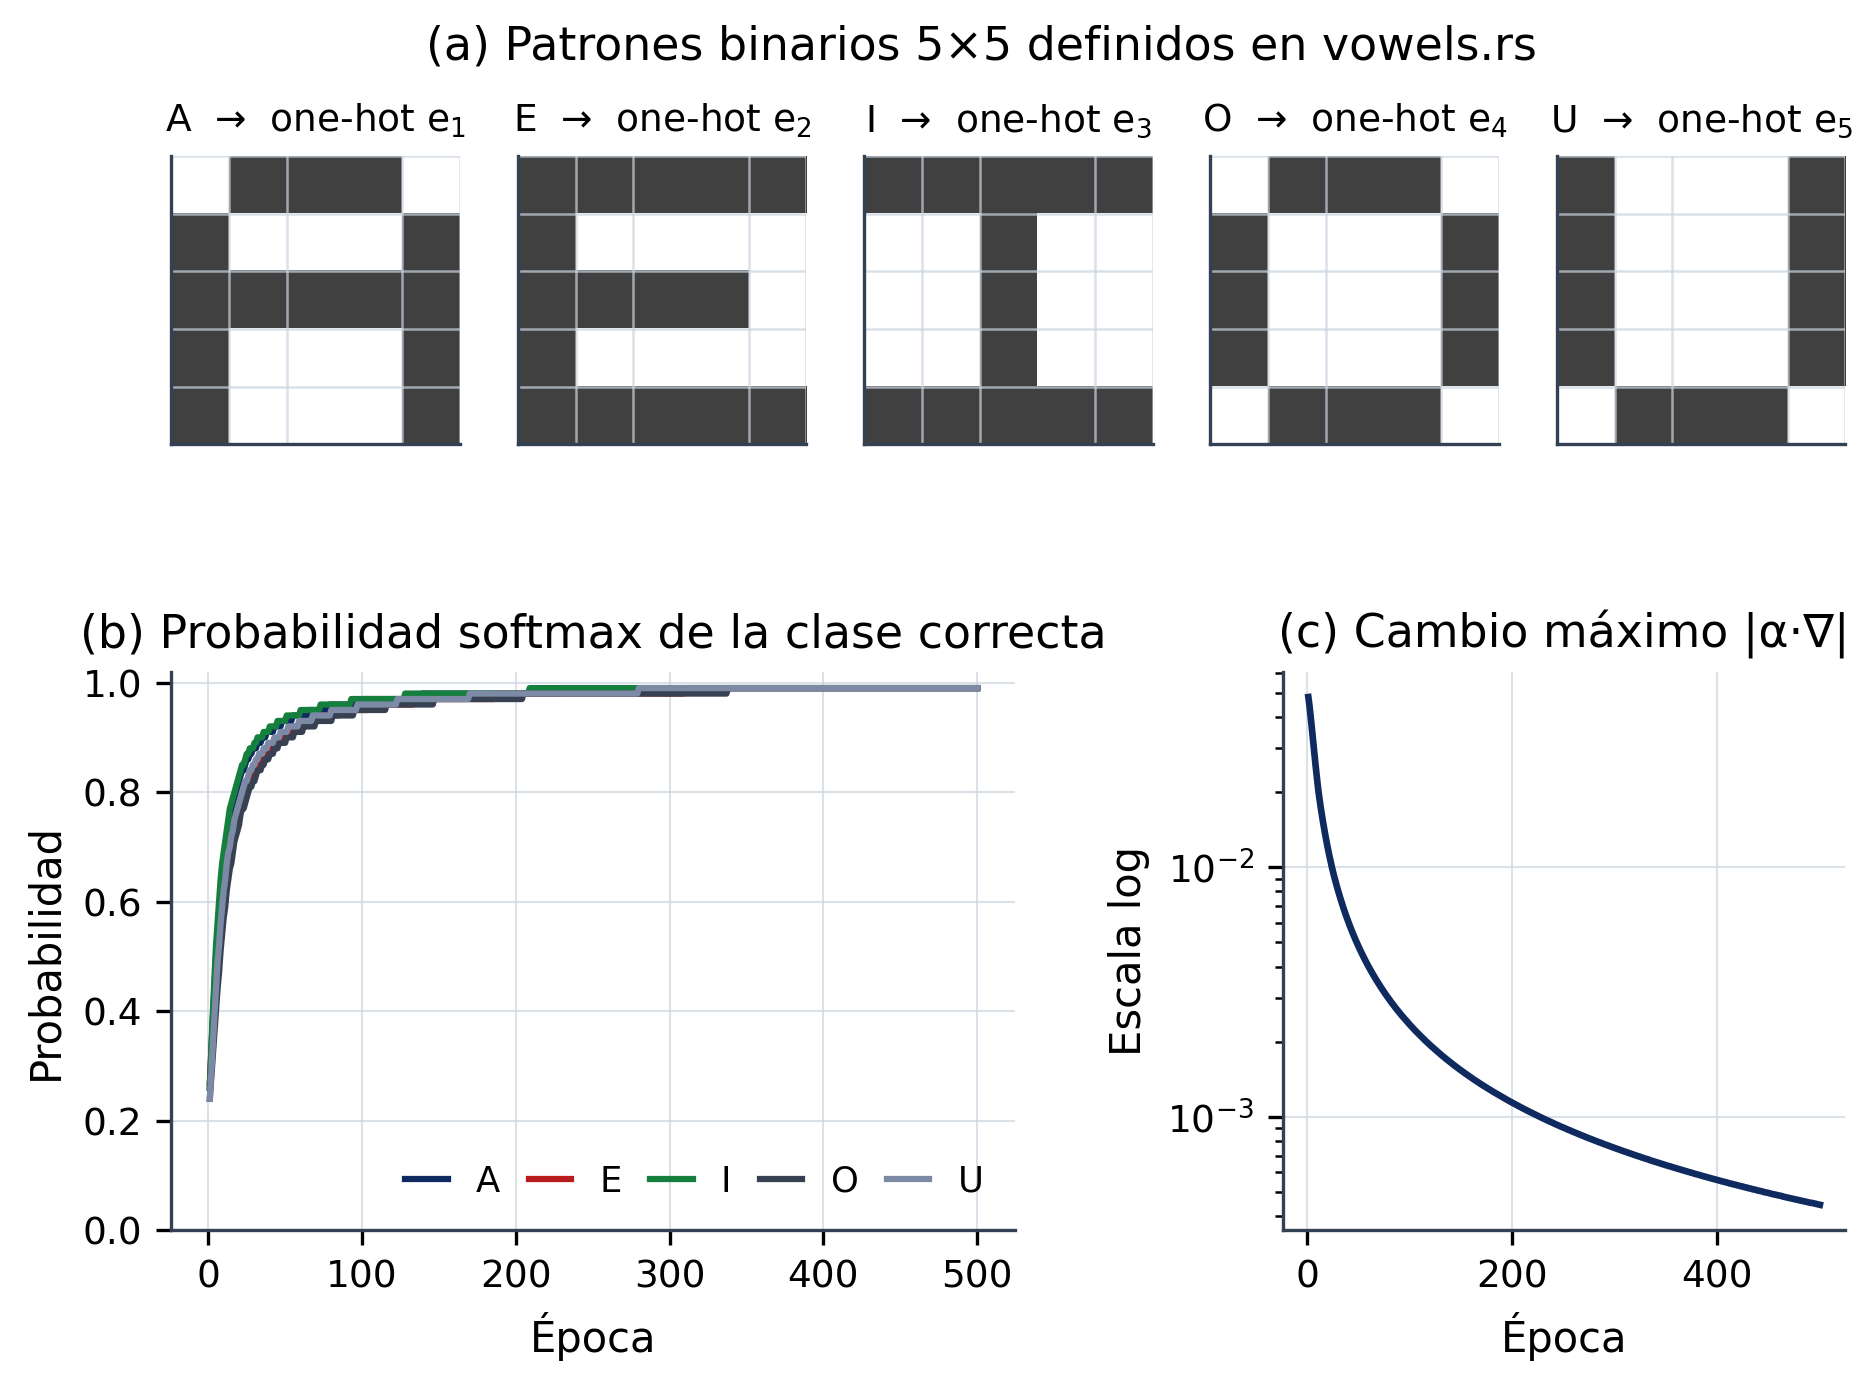 (a) Patrones binarios 5×5 definidos en vowels.rs
A → one-hot e₁
E → one-hot e₂
I → one-hot e₃
O → one-hot e₄
U → one-hot e₅
(b) Probabilidad softmax de la clase correcta
Probabilidad
1.0
0.8
0.6
0.4
0.2
0.0
A E I O U
0 100 200 300 400 500
Época
(c) Cambio máximo |α·∇|
Escala log
10⁻²
10⁻³
0 200 400
Época